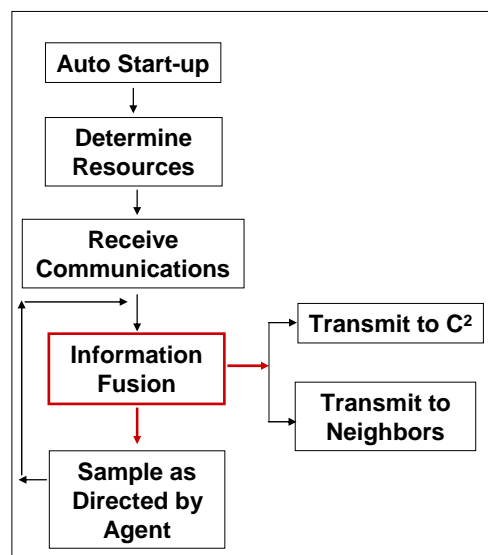 Auto Start-up
Determine
Resources
Receive
Communications
Information
Fusion
Transmit to C²
Transmit to
Neighbors
Sample as
Directed by
Agent